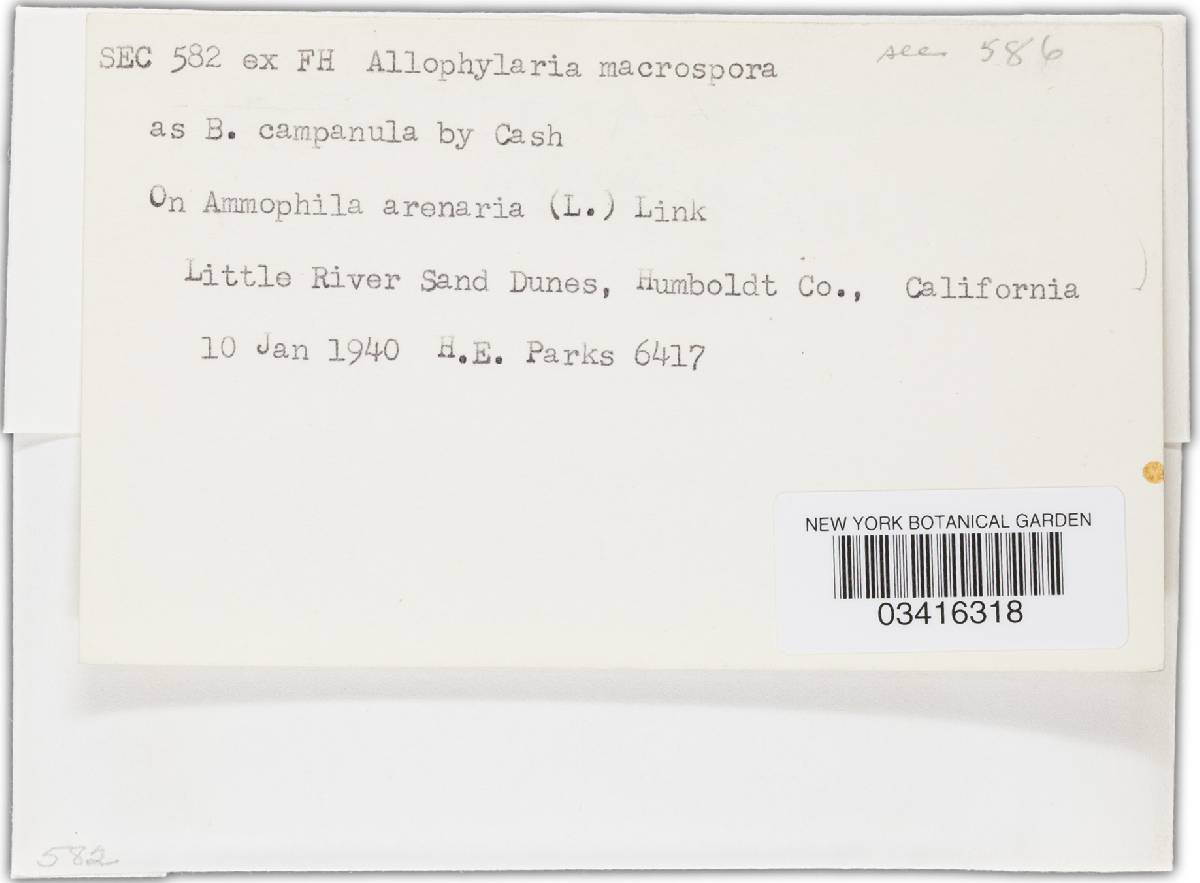 SEC 582 ex FH Allophylaria macrospora see 586
as B. campanula by Cash
On Ammophila arenaria (L.) Link
Little River Sand Dunes, Humboldt Co., California
10 Jan 1940 H.E. Parks 6417
NEW YORK BOTANICAL GARDEN
03416318
582